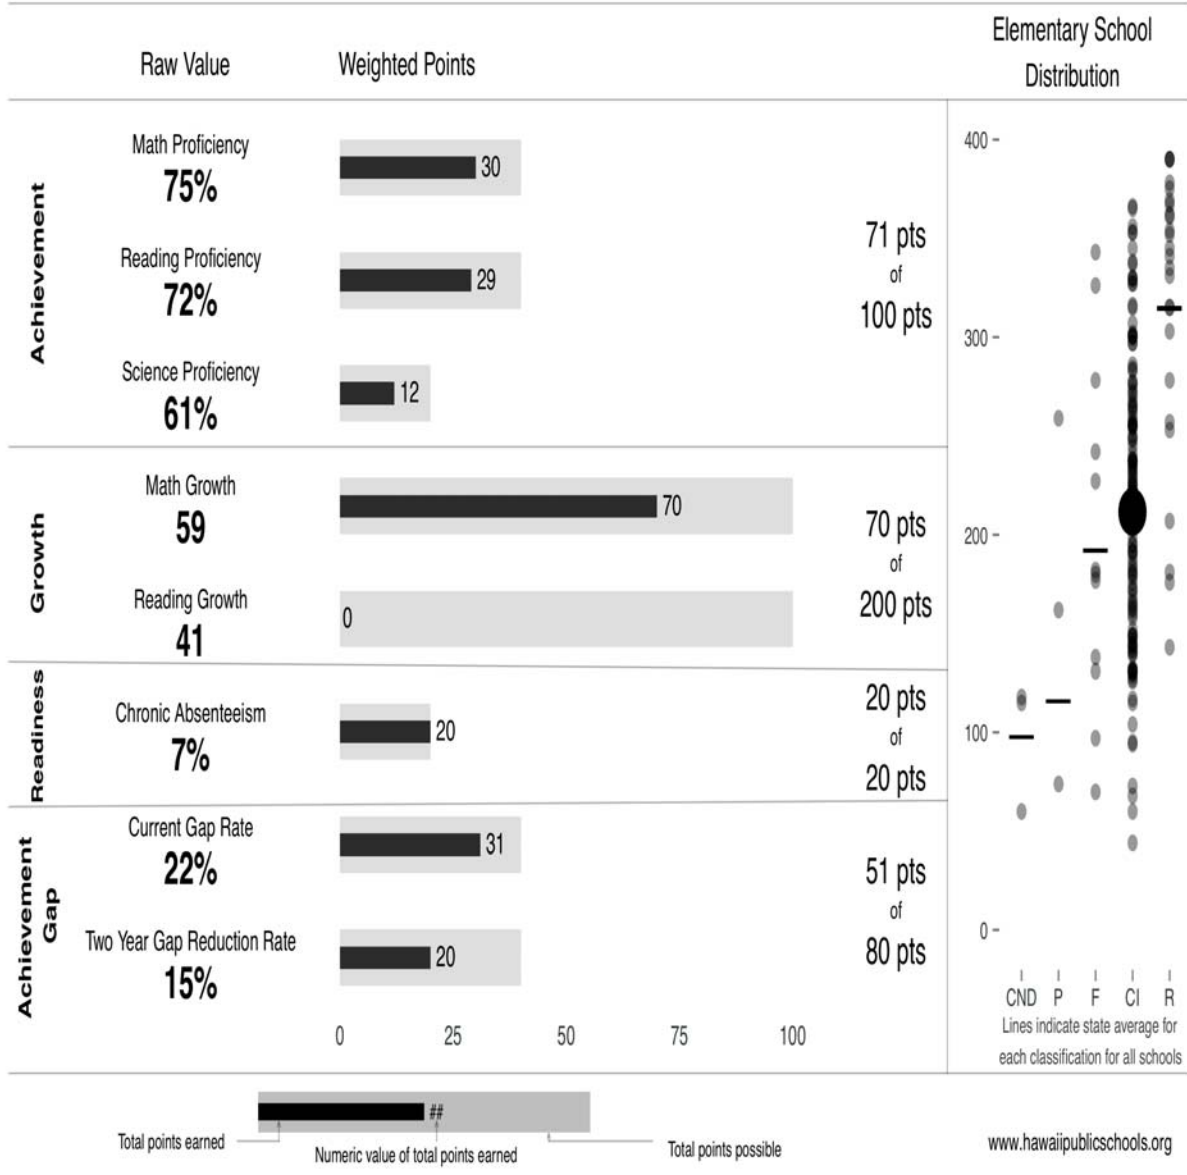 Raw Value
Weighted Points
Elementary School
Distribution
Achievement
Math Proficiency
75%
30
Reading Proficiency
72%
29
Science Proficiency
61%
12
71 pts
of
100 pts
Growth
Math Growth
59
70
Reading Growth
41
0
70 pts
of
200 pts
Readiness
Chronic Absenteeism
7%
20
20 pts
of
20 pts
Achievement
Gap
Current Gap Rate
22%
31
Two Year Gap Reduction Rate
15%
20
51 pts
of
80 pts
0 25 50 75 100
400
300
200
100
0
CND P F CI R
Lines indicate state average for
each classification for all schools
##
Total points earned
Numeric value of total points earned
Total points possible
www.hawaiipublicschools.org